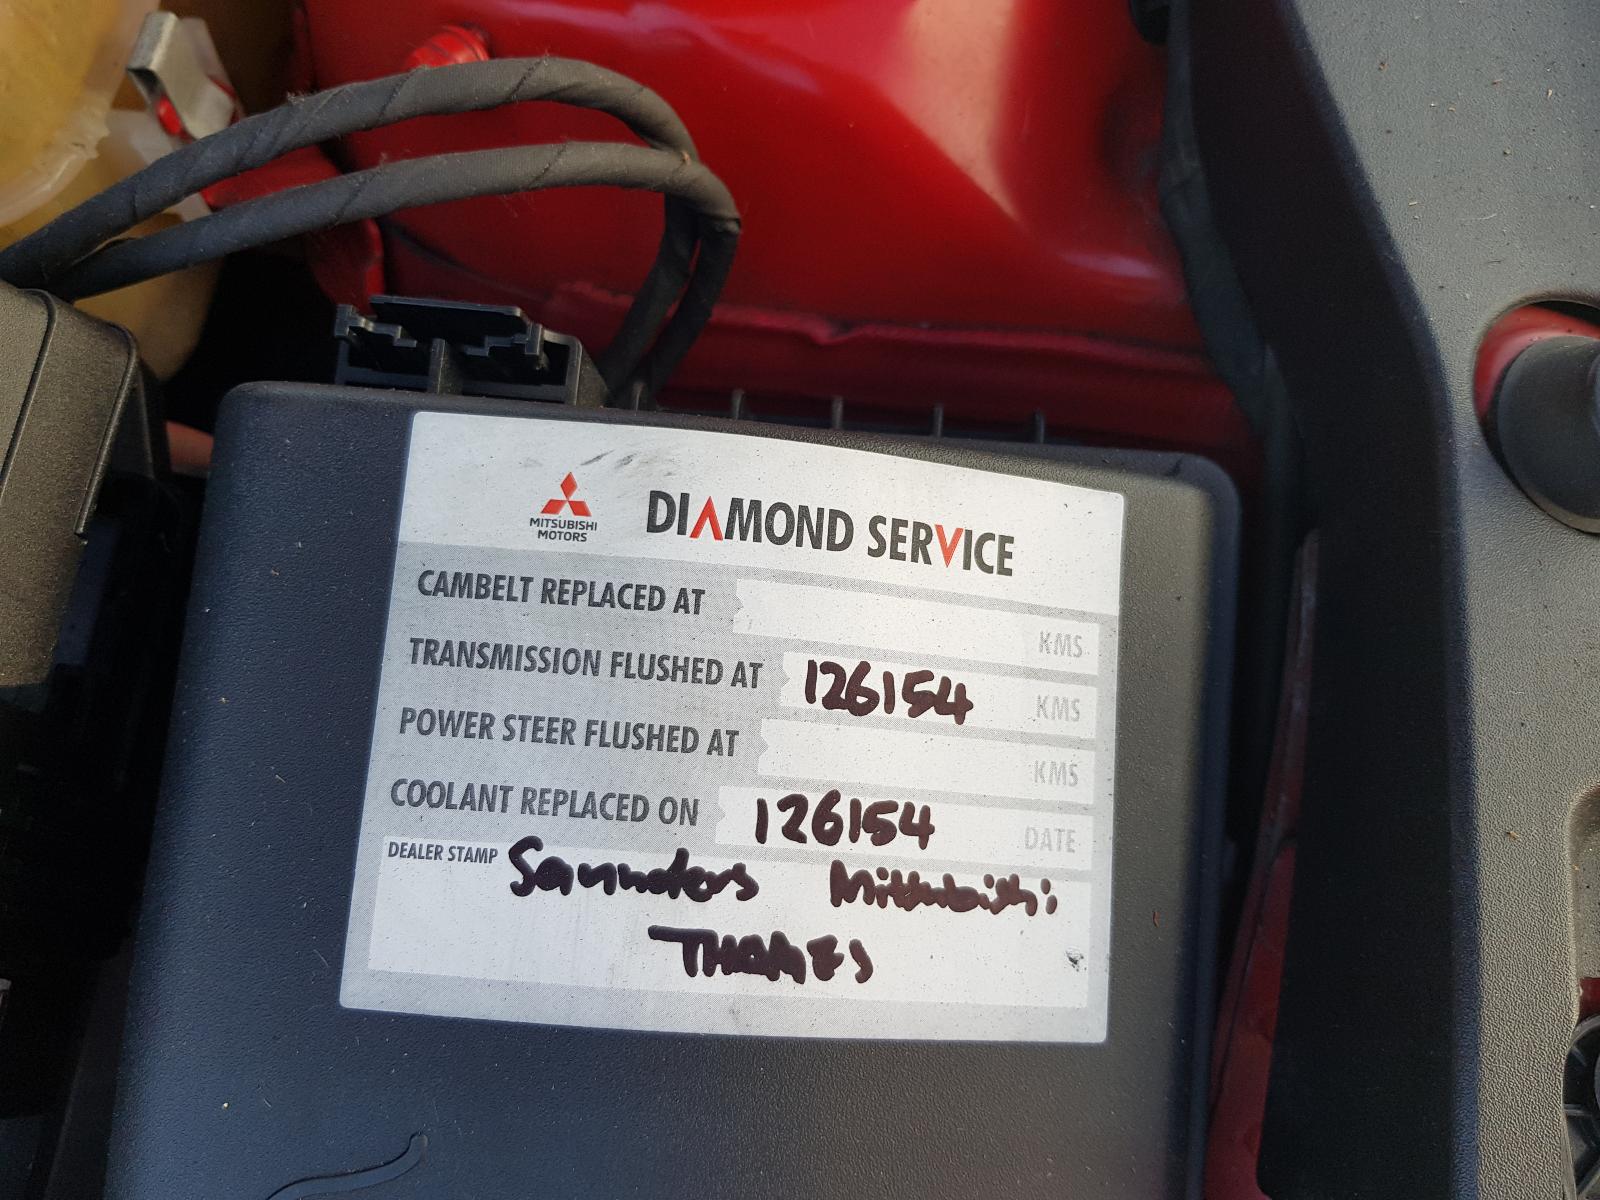 MITSUBISHI
MOTORS
DIAMOND SERVICE
CAMBELT REPLACED AT KMS
TRANSMISSION FLUSHED AT 126154 KMS
POWER STEER FLUSHED AT KMS
COOLANT REPLACED ON 126154 DATE
DEALER STAMP Saunders Mitsubishi
THAMES